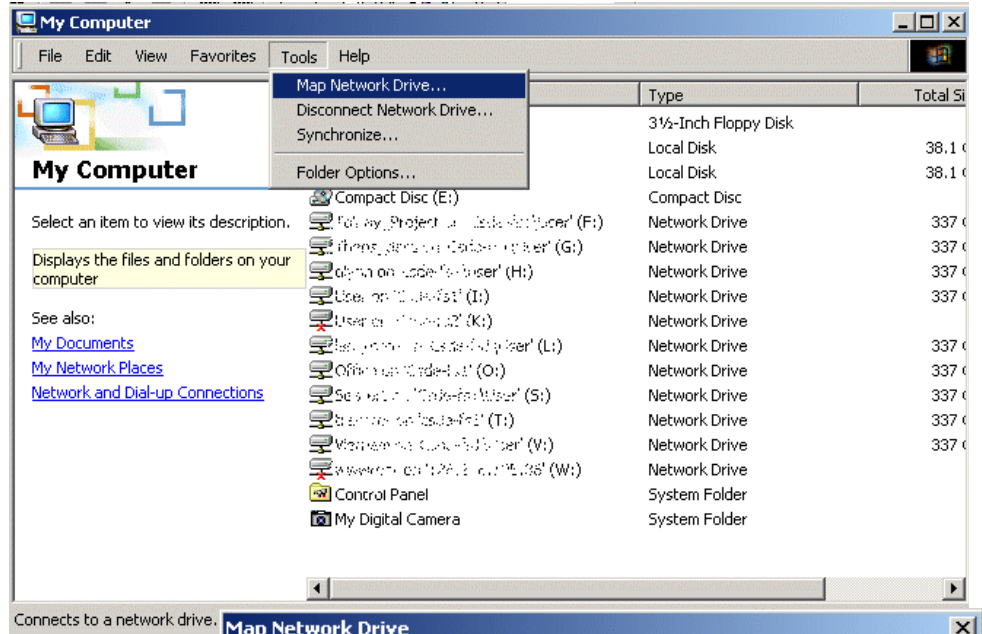 My Computer
File Edit View Favorites Tools Help
Map Network Drive...
Disconnect Network Drive...
Synchronize...
Folder Options...
Type Total Si
3½-Inch Floppy Disk
Local Disk 38.1
Local Disk 38.1
My Computer
Compact Disc (E:) Compact Disc
Select an item to view its description.
Displays the files and folders on your
computer
See also:
My Documents
My Network Places
Network and Dial-up Connections
(F:) Network Drive 337
(G:) Network Drive 337
(H:) Network Drive 337
(I:) Network Drive 337
(K:) Network Drive
(L:) Network Drive 337
(O:) Network Drive 337
(S:) Network Drive 337
(T:) Network Drive 337
(V:) Network Drive 337
(W:) Network Drive
Control Panel System Folder
My Digital Camera System Folder
Connects to a network drive.
Map Network Drive